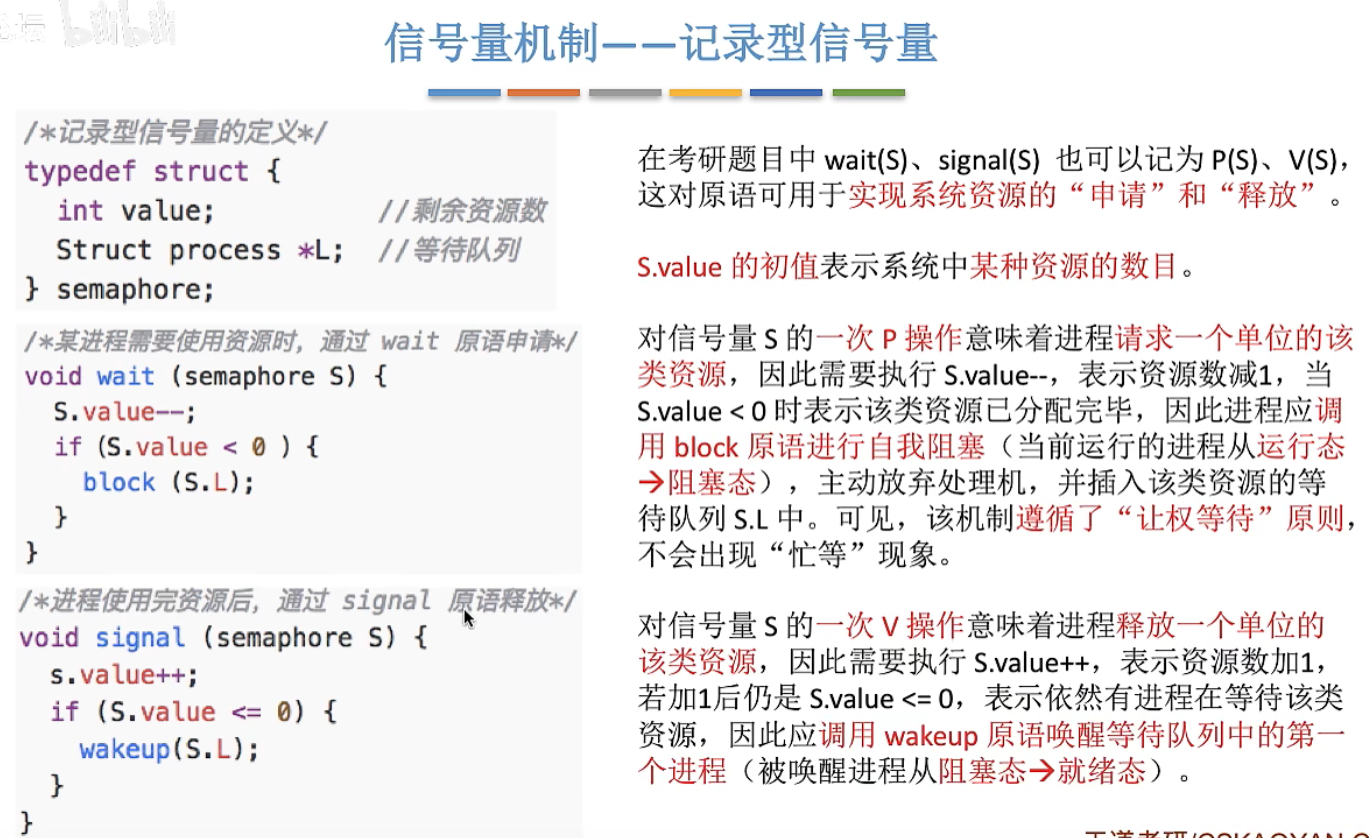 信号量机制——记录型信号量
/*记录型信号量的定义*/
typedef struct {
int value; //剩余资源数
Struct process *L; //等待队列
} semaphore;
/*某进程需要使用资源时，通过 wait 原语申请*/
void wait (semaphore S) {
S.value--;
if (S.value < 0 ) {
block (S.L);
}
}
/*进程使用完资源后，通过 signal 原语释放*/
void signal (semaphore S) {
s.value++;
if (S.value <= 0) {
wakeup(S.L);
}
}
在考研题目中 wait(S)、signal(S) 也可以记为 P(S)、V(S)，
这对原语可用于实现系统资源的“申请”和“释放”。
S.value 的初值表示系统中某种资源的数目。
对信号量 S 的一次 P 操作意味着进程请求一个单位的该
类资源，因此需要执行 S.value--，表示资源数减1，当
S.value < 0 时表示该类资源已分配完毕，因此进程应调
用 block 原语进行自我阻塞（当前运行的进程从运行态
→阻塞态），主动放弃处理机，并插入该类资源的等
待队列 S.L 中。可见，该机制遵循了“让权等待”原则，
不会出现“忙等”现象。
对信号量 S 的一次 V 操作意味着进程释放一个单位的
该类资源，因此需要执行 S.value++，表示资源数加1，
若加1后仍是 S.value <= 0，表示依然有进程在等待该类
资源，因此应调用 wakeup 原语唤醒等待队列中的第一
个进程（被唤醒进程从阻塞态→就绪态）。